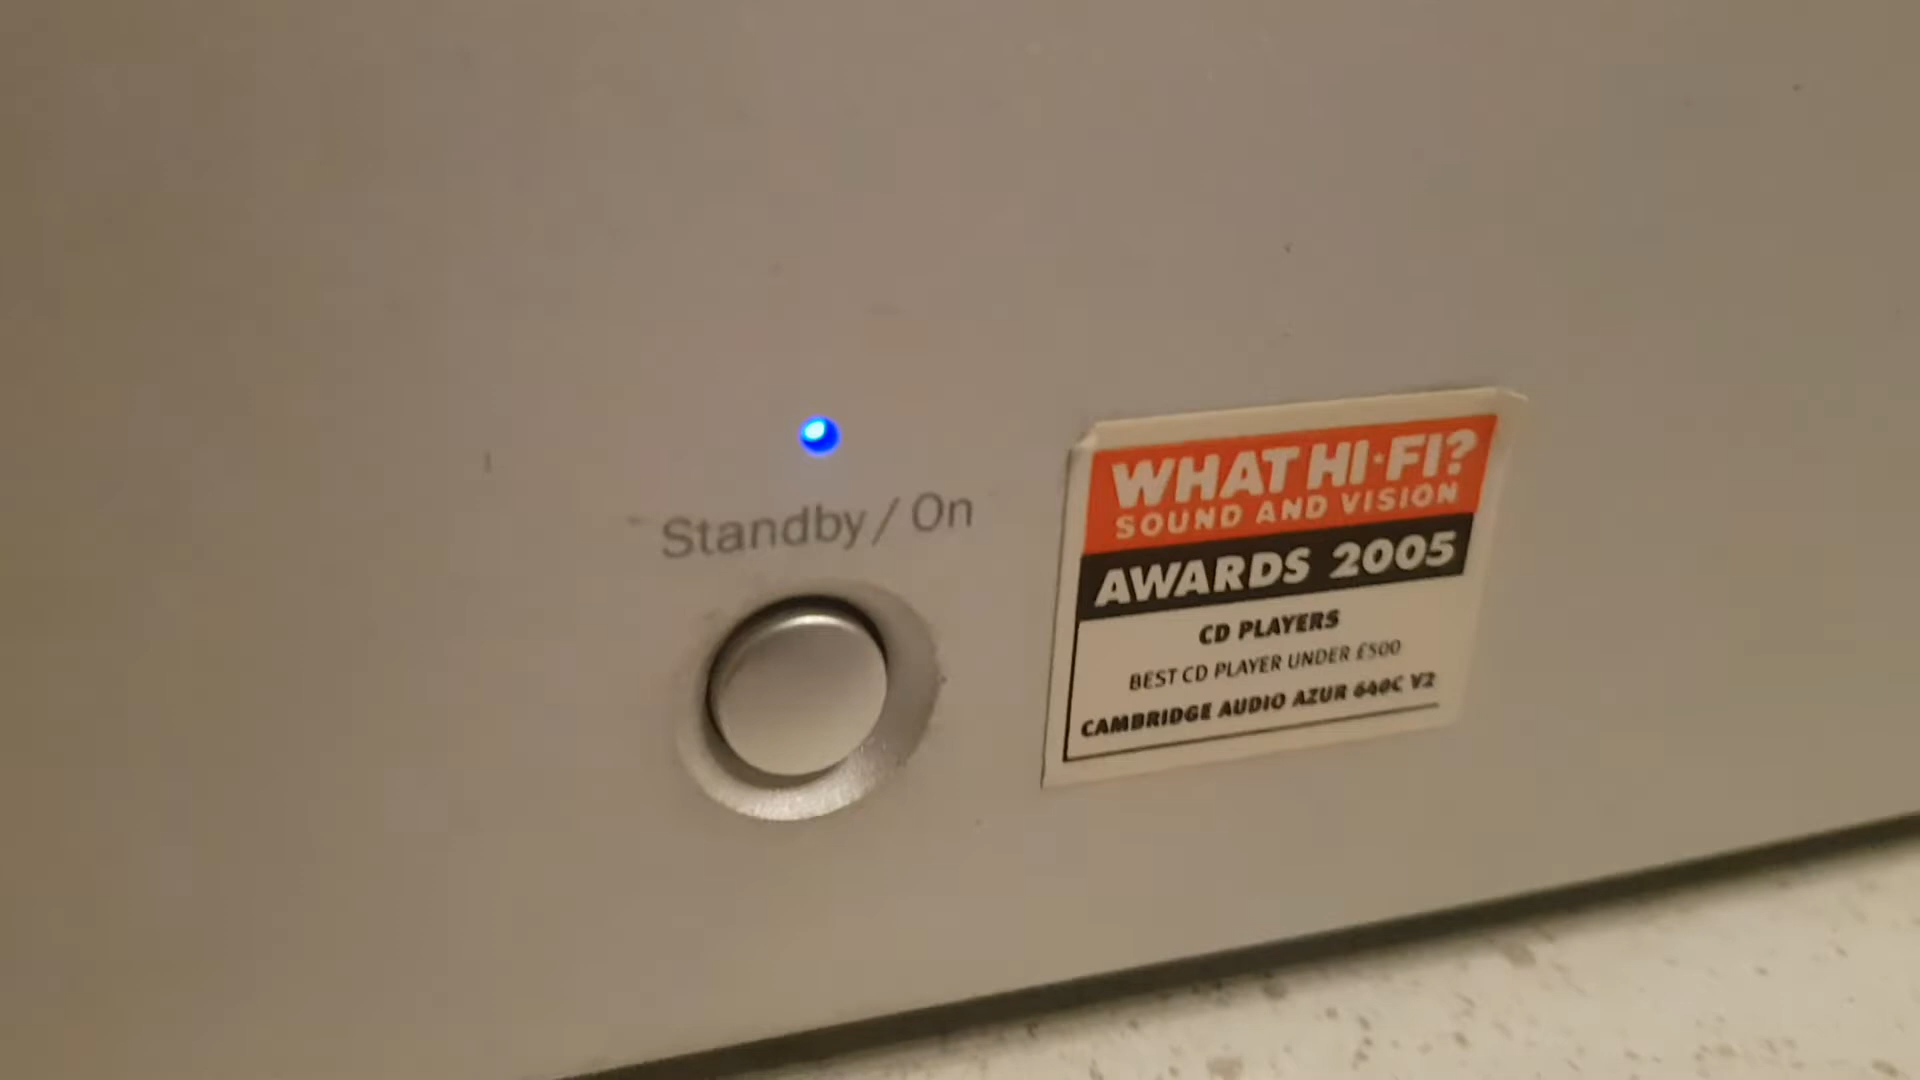 Standby / On
WHAT HI-FI?
SOUND AND VISION
AWARDS 2005
CD PLAYERS
BEST CD PLAYER UNDER £500
CAMBRIDGE AUDIO AZUR 640C V2